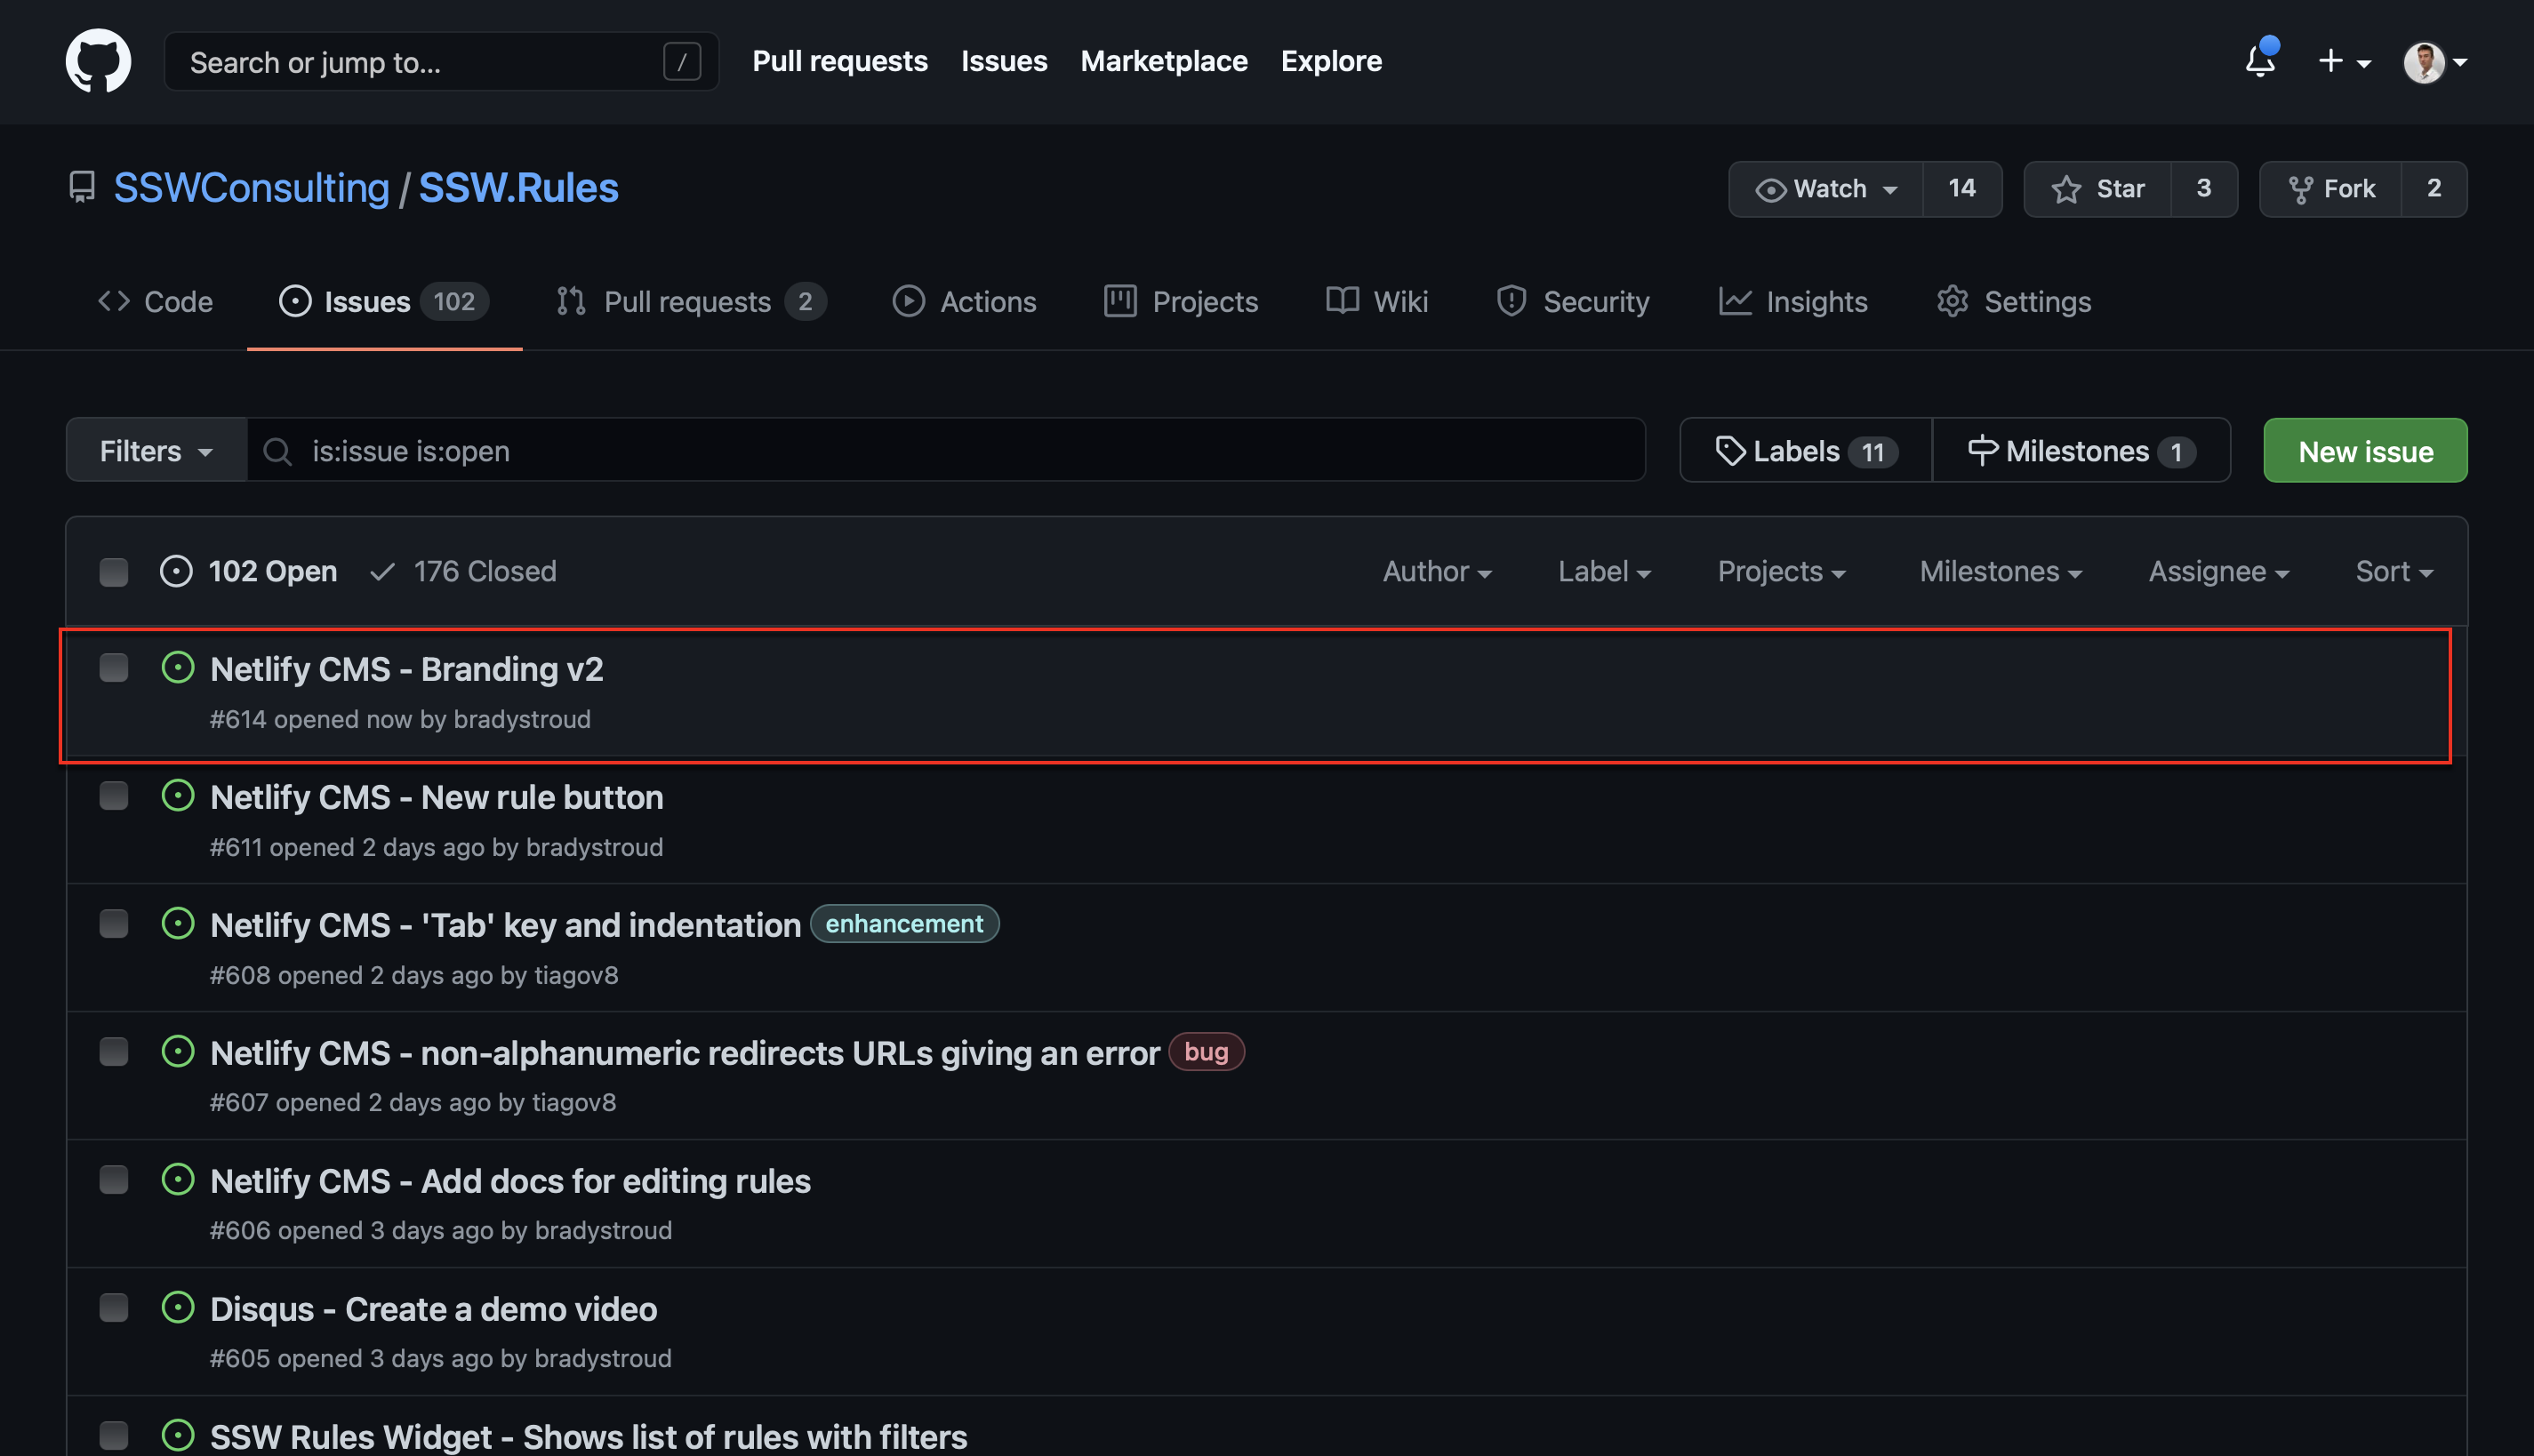 Search or jump to... / Pull requests Issues Marketplace Explore
SSWConsulting / SSW.Rules Watch 14 Star 3 Fork 2
Code Issues 102 Pull requests 2 Actions Projects Wiki Security Insights Settings
Filters is:issue is:open Labels 11 Milestones 1 New issue
102 Open 176 Closed Author Label Projects Milestones Assignee Sort
Netlify CMS - Branding v2
#614 opened now by bradystroud
Netlify CMS - New rule button
#611 opened 2 days ago by bradystroud
Netlify CMS - 'Tab' key and indentation enhancement
#608 opened 2 days ago by tiagov8
Netlify CMS - non-alphanumeric redirects URLs giving an error bug
#607 opened 2 days ago by tiagov8
Netlify CMS - Add docs for editing rules
#606 opened 3 days ago by bradystroud
Disqus - Create a demo video
#605 opened 3 days ago by bradystroud
SSW Rules Widget - Shows list of rules with filters